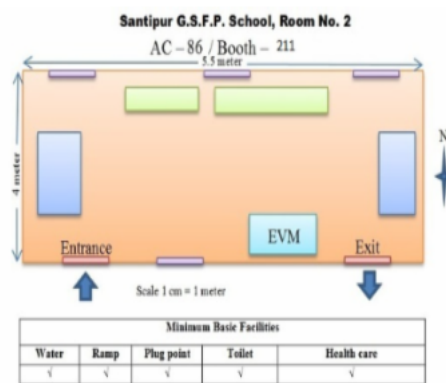 Santipur G.S.F.P. School, Room No. 2
AC – 86 / Booth – 211
5.5 meter
4 meter
N
EVM
Entrance
Exit
Scale 1 cm = 1 meter
Minimum Basic Facilities
Water Ramp Plug point Toilet Health care
√ √ √ √ √